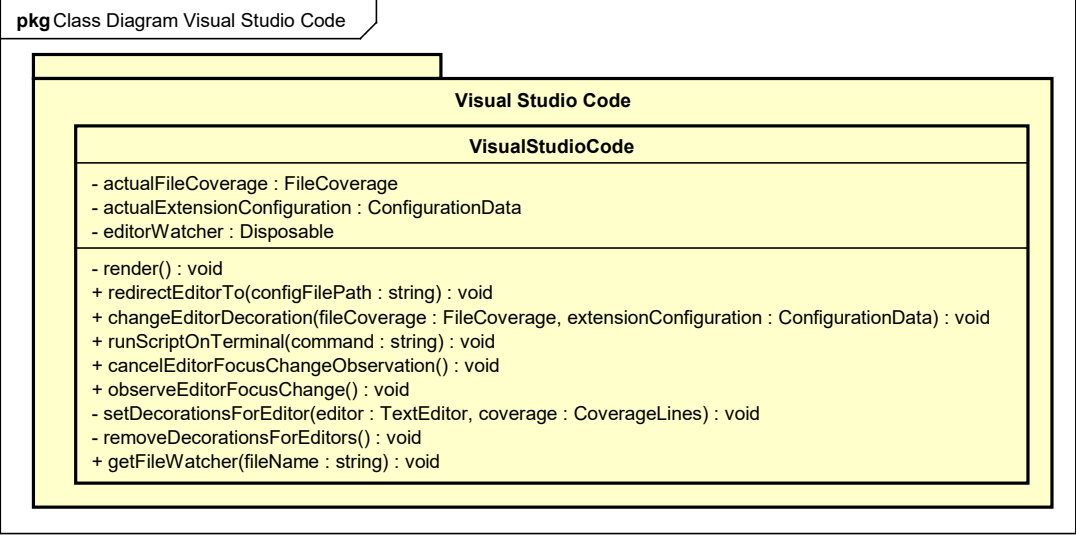 pkg Class Diagram Visual Studio Code
Visual Studio Code
VisualStudioCode
- actualFileCoverage : FileCoverage
- actualExtensionConfiguration : ConfigurationData
- editorWatcher : Disposable
- render() : void
+ redirectEditorTo(configFilePath : string) : void
+ changeEditorDecoration(fileCoverage : FileCoverage, extensionConfiguration : ConfigurationData) : void
+ runScriptOnTerminal(command : string) : void
+ cancelEditorFocusChangeObservation() : void
+ observeEditorFocusChange() : void
- setDecorationsForEditor(editor : TextEditor, coverage : CoverageLines) : void
- removeDecorationsForEditors() : void
+ getFileWatcher(fileName : string) : void